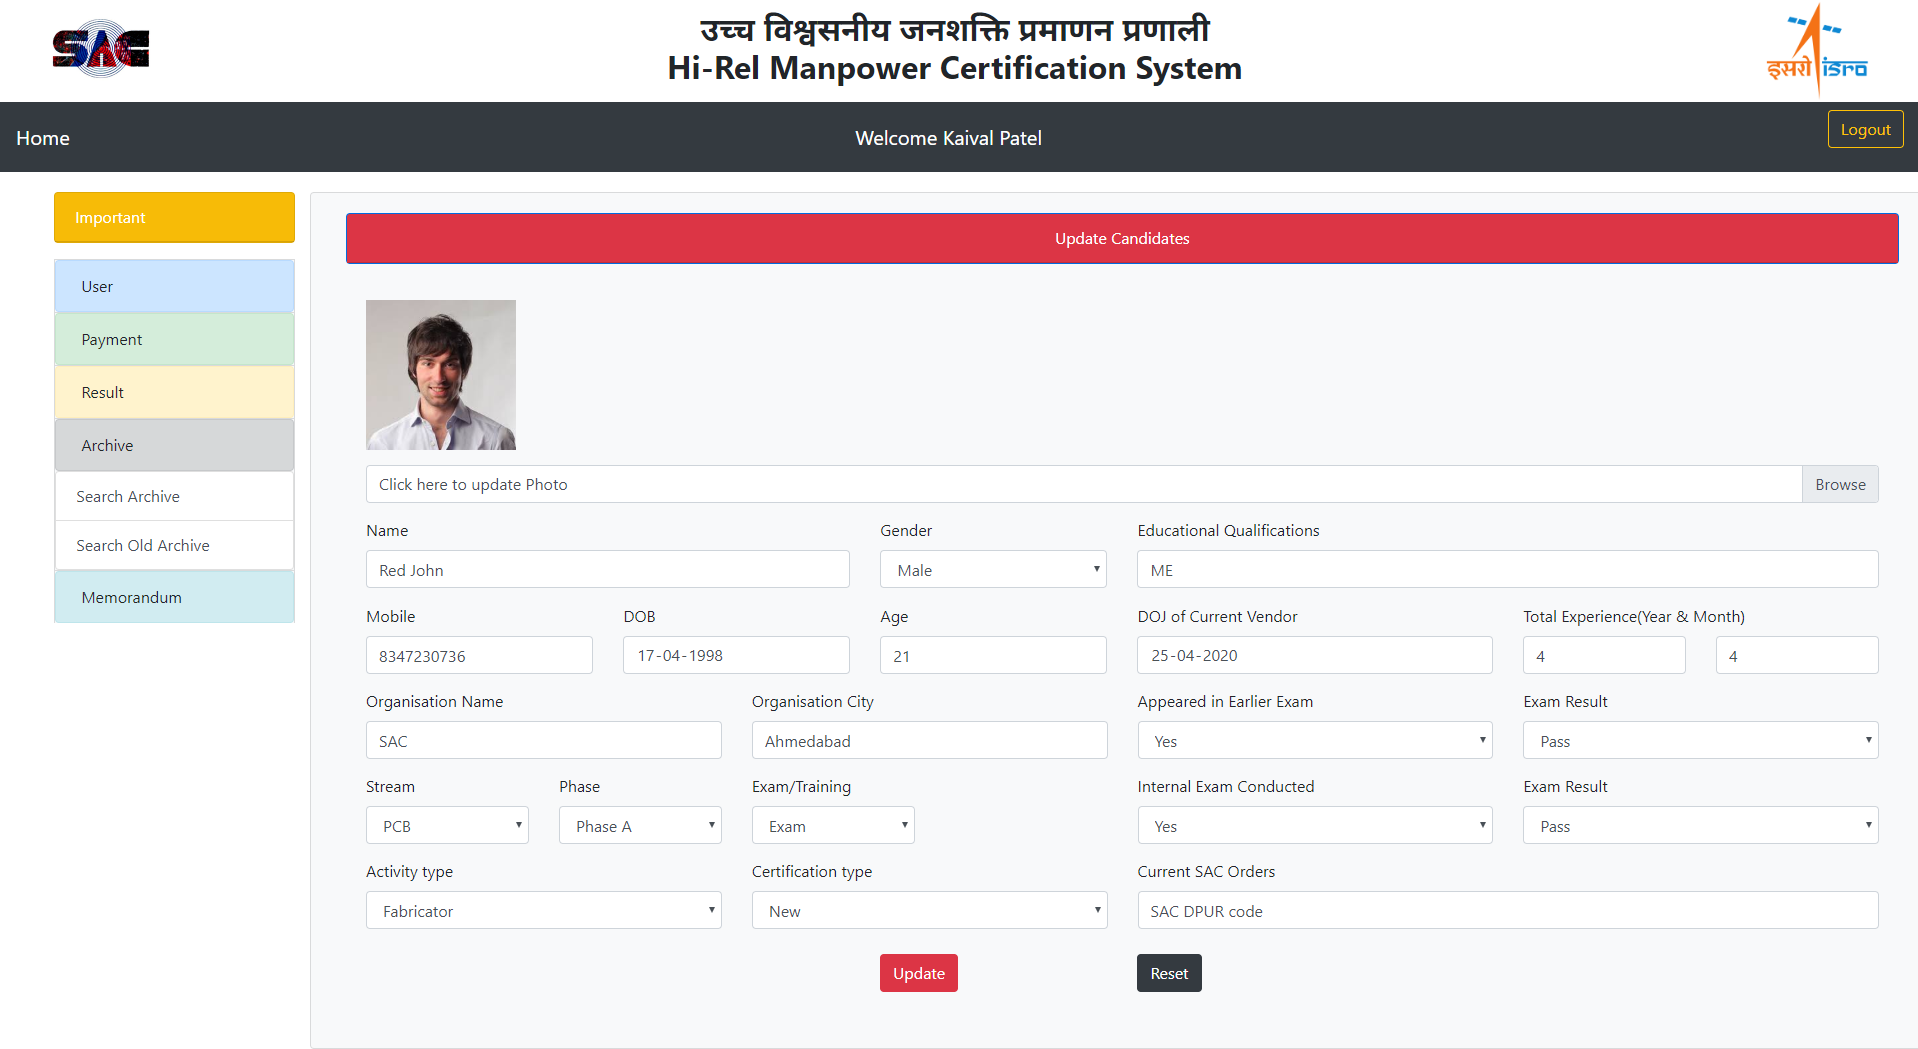 SAC
उच्च विश्वसनीय जनशक्ति प्रमाणन प्रणाली
Hi-Rel Manpower Certification System
इसरो isro
Home
Welcome Kaival Patel
Logout
Important
User
Payment
Result
Archive
Search Archive
Search Old Archive
Memorandum
Update Candidates
Click here to update Photo Browse
Name Gender Educational Qualifications
Red John Male ME
Mobile DOB Age DOJ of Current Vendor Total Experience(Year & Month)
8347230736 17-04-1998 21 25-04-2020 4 4
Organisation Name Organisation City Appeared in Earlier Exam Exam Result
SAC Ahmedabad Yes Pass
Stream Phase Exam/Training Internal Exam Conducted Exam Result
PCB Phase A Exam Yes Pass
Activity type Certification type Current SAC Orders
Fabricator New SAC DPUR code
Update Reset